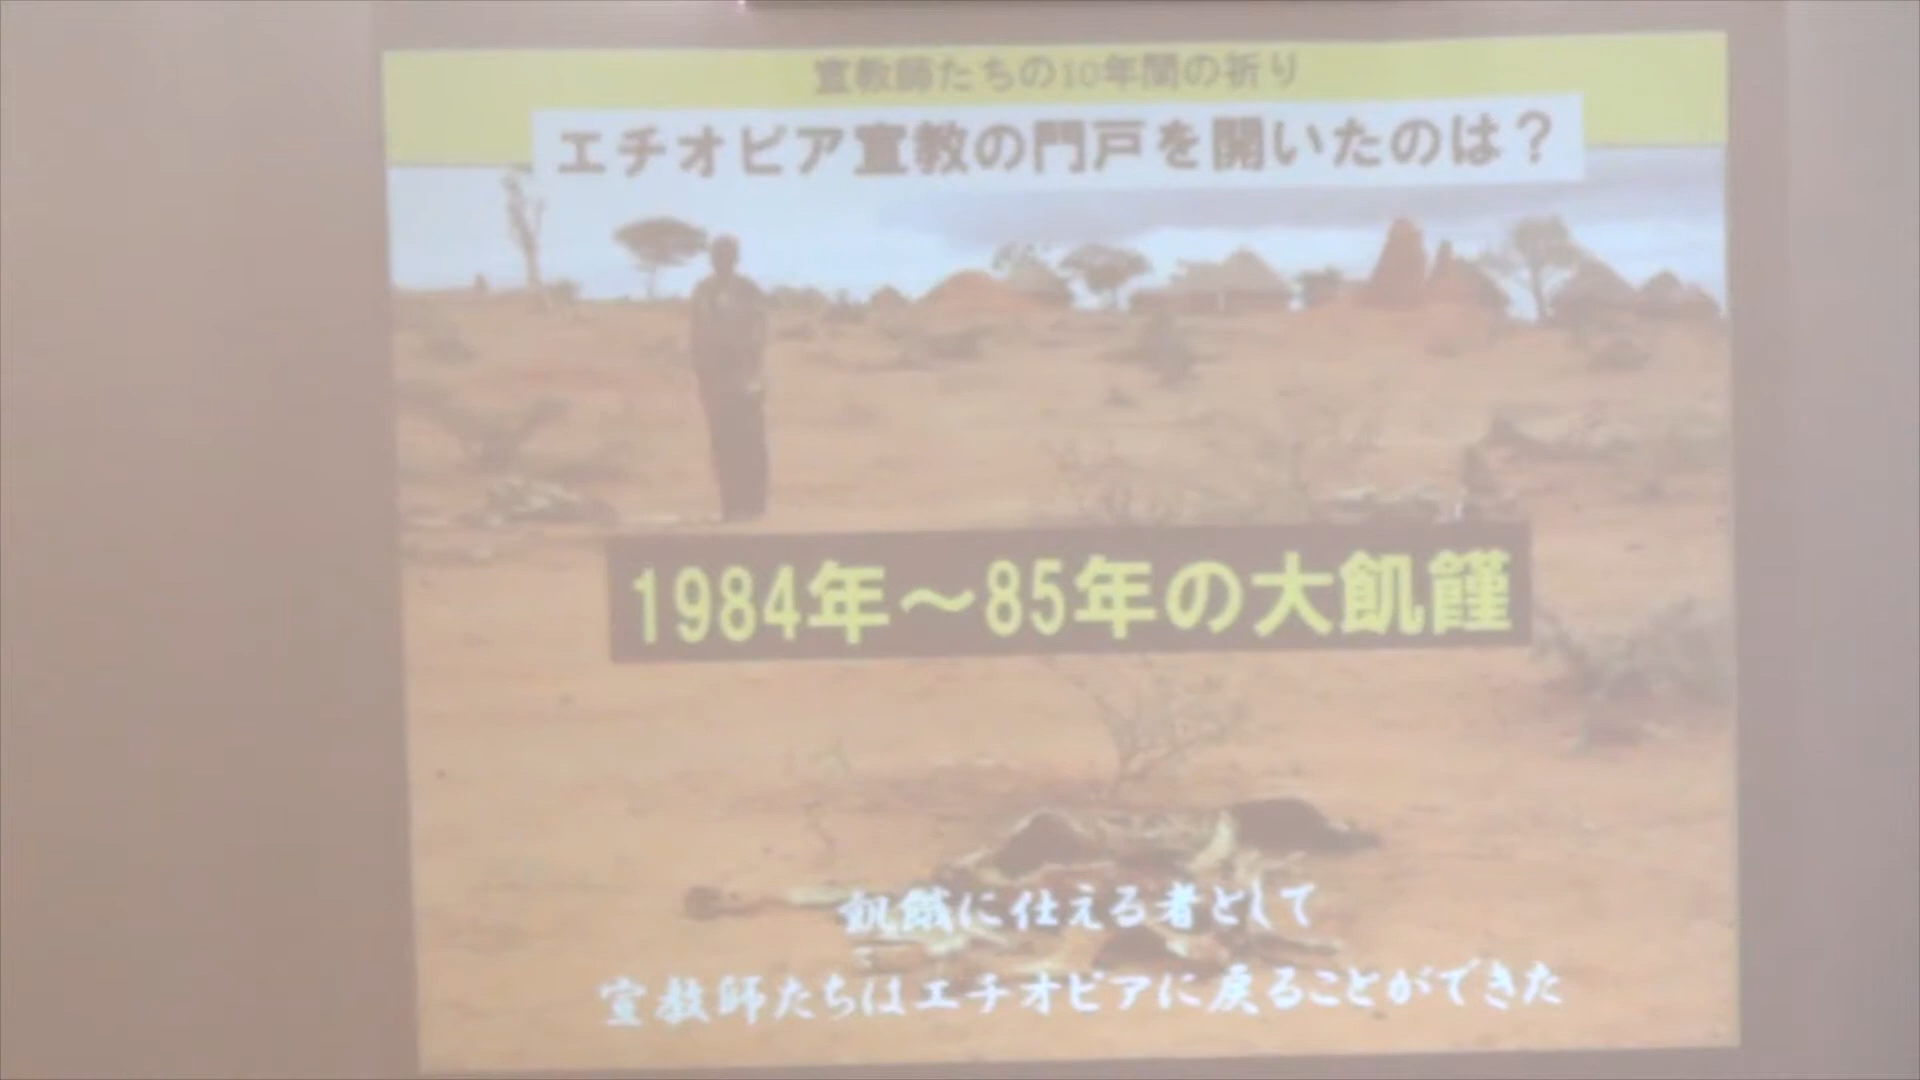 宣教師たちの10年間の祈り
エチオピア宣教の門戸を開いたのは？
1984年～85年の大飢饉
飢餓に仕える者として
宣教師たちはエチオピアに戻ることができた